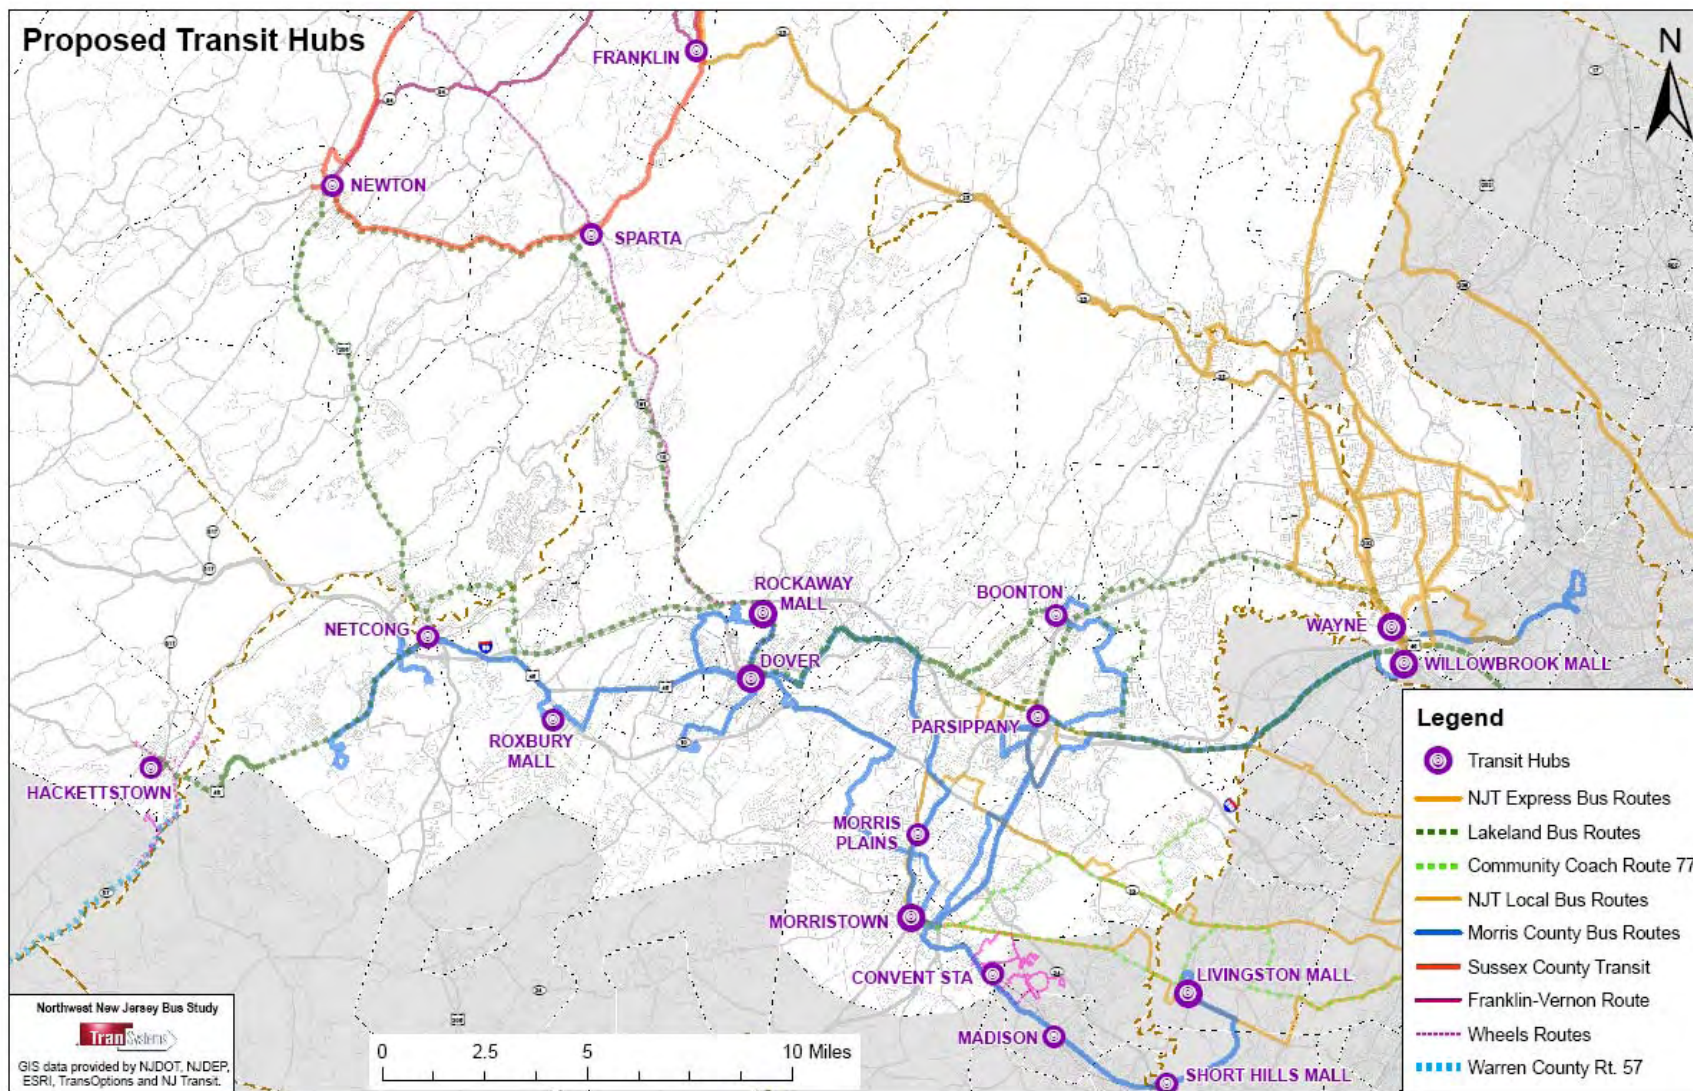 Proposed Transit Hubs
FRANKLIN
N
NEWTON
SPARTA
ROCKAWAY
MALL
BOONTON
NETCONG
WAYNE
DOVER
WILLOWBROOK MALL
PARSIPPANY
ROXBURY
MALL
HACKETTSTOWN
MORRIS
PLAINS
MORRISTOWN
CONVENT STA
LIVINGSTON MALL
MADISON
SHORT HILLS MALL
Legend
Transit Hubs
NJT Express Bus Routes
Lakeland Bus Routes
Community Coach Route 77
NJT Local Bus Routes
Morris County Bus Routes
Sussex County Transit
Franklin-Vernon Route
Wheels Routes
Warren County Rt. 57
Northwest New Jersey Bus Study
TranSystems
GIS data provided by NJDOT, NJDEP,
ESRI, TransOptions and NJ Transit.
0 2.5 5 10 Miles